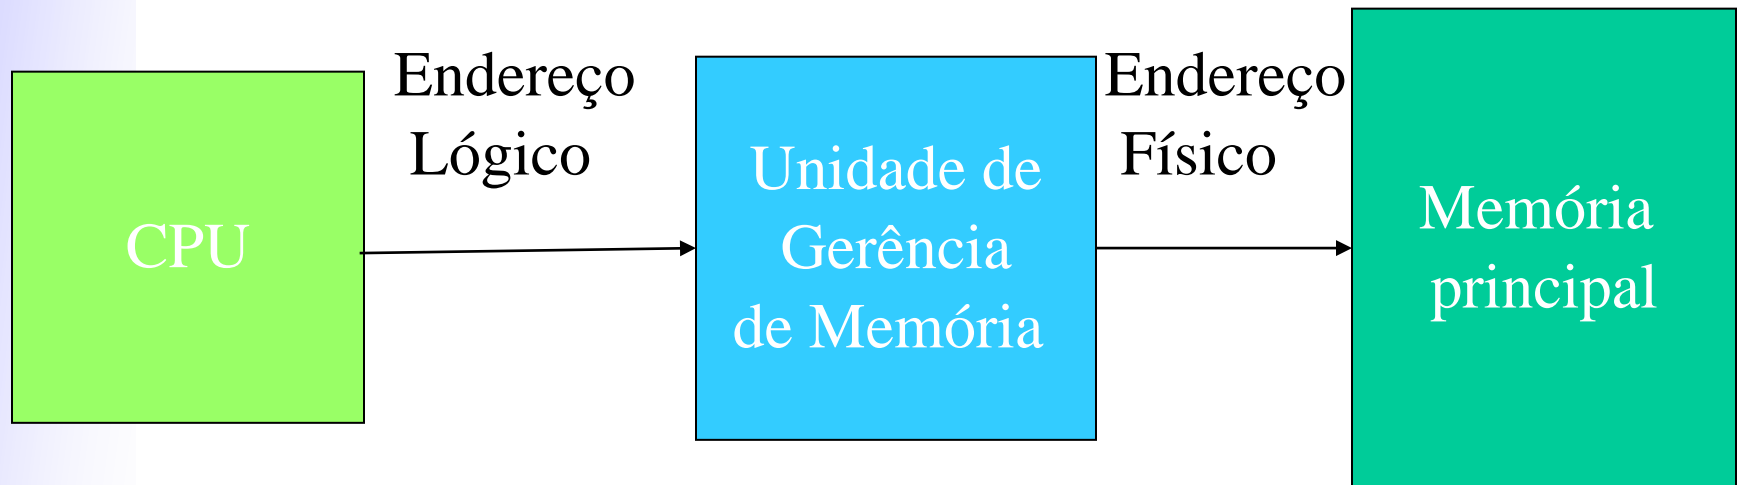 CPU
Endereço
Lógico
Unidade de
Gerência
de Memória
Endereço
Físico
Memória
principal